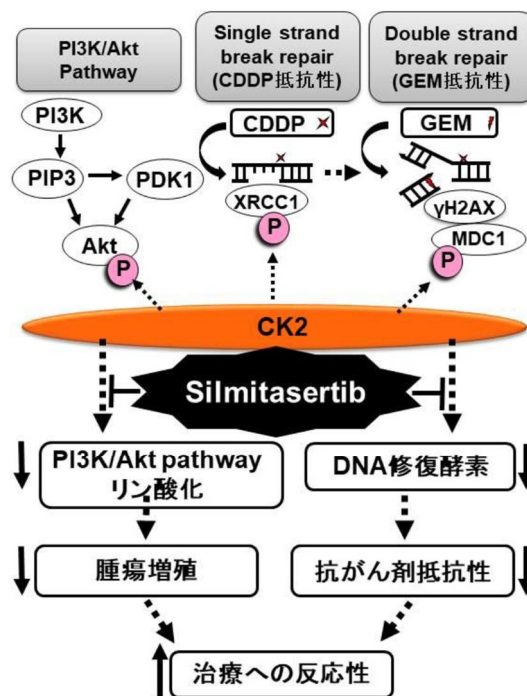 PI3K/Akt
Pathway
Single strand
break repair
(CDDP抵抗性)
Double strand
break repair
(GEM抵抗性)
PI3K
PIP3
PDK1
Akt
P
CDDP
XRCC1
P
GEM
γH2AX
MDC1
P
CK2
Silmitasertib
PI3K/Akt pathway
リン酸化
DNA修復酵素
腫瘍増殖
抗がん剤抵抗性
治療への反応性